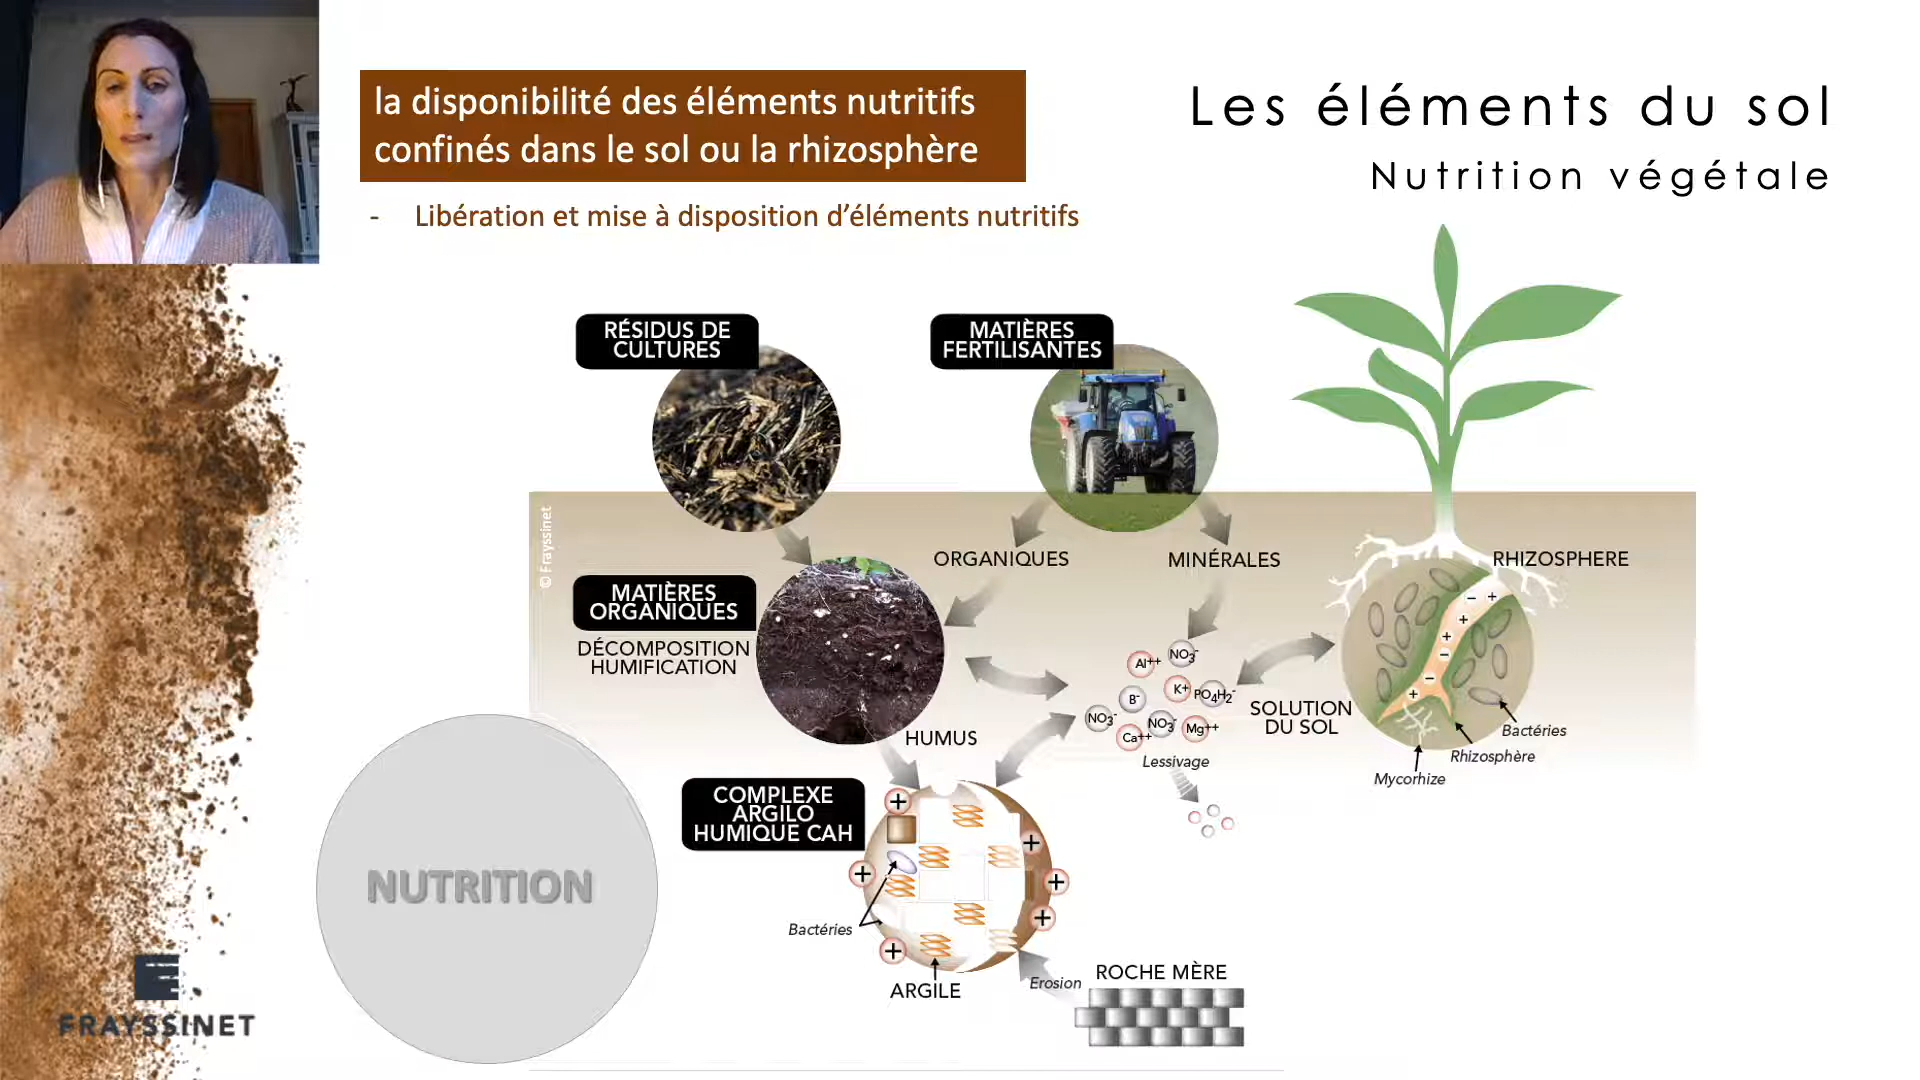 la disponibilité des éléments nutritifs
confinés dans le sol ou la rhizosphère
- Libération et mise à disposition d'éléments nutritifs
Les éléments du sol
Nutrition végétale
RÉSIDUS DE
CULTURES
MATIÈRES
FERTILISANTES
© Frayssinet
ORGANIQUES
MINÉRALES
RHIZOSPHERE
MATIÈRES
ORGANIQUES
DÉCOMPOSITION
HUMIFICATION
HUMUS
Al++
NO3-
K+
PO4H2-
B-
NO3-
NO3-
Mg++
Ca++
Lessivage
SOLUTION
DU SOL
- +
+
+
-
-
+
Bactéries
Rhizosphère
Mycorhize
COMPLEXE
ARGILO
HUMIQUE CAH
+
+
+
+
+
+
Bactéries
ARGILE
Erosion
ROCHE MÈRE
NUTRITION
FRAYSSINET